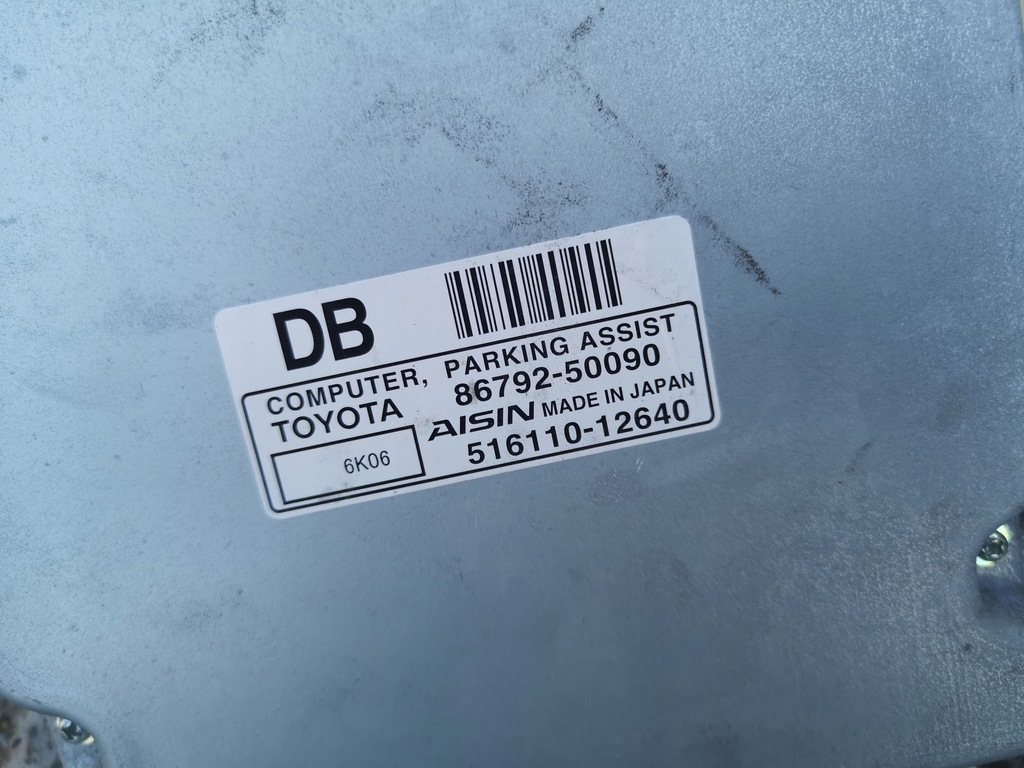 DB
COMPUTER, PARKING ASSIST
TOYOTA 86792-50090
AISIN MADE IN JAPAN
6K06 516110-12640